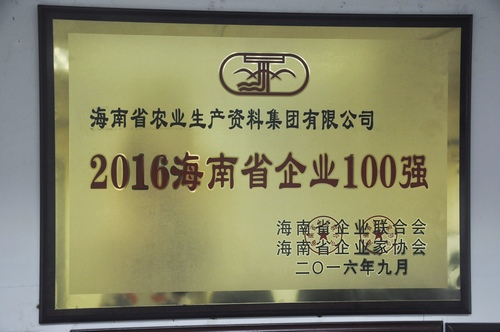 海南省农业生产资料集团有限公司
2016海南省企业100强
海南省企业联合会
海南省企业家协会
二〇一六年九月